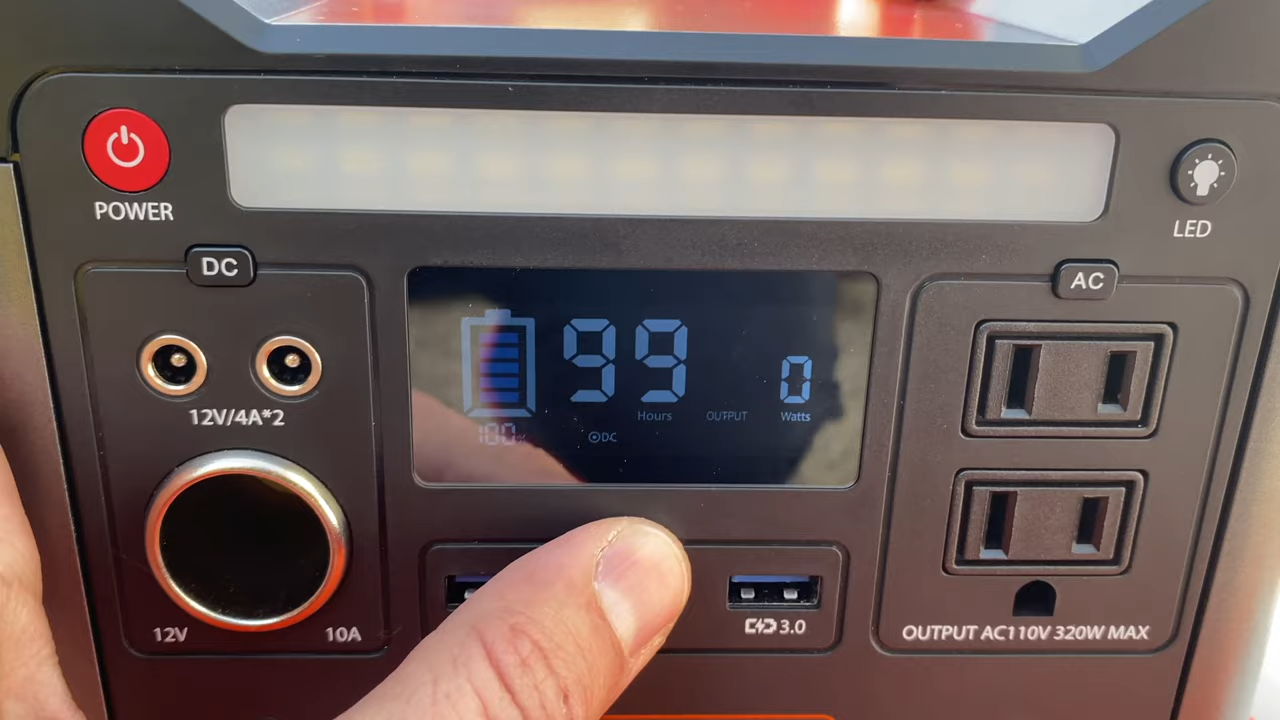 POWER
LED
DC
AC
99
0
Hours
OUTPUT
Watts
100%
DC
12V/4A*2
12V
10A
3.0
OUTPUT AC110V 320W MAX